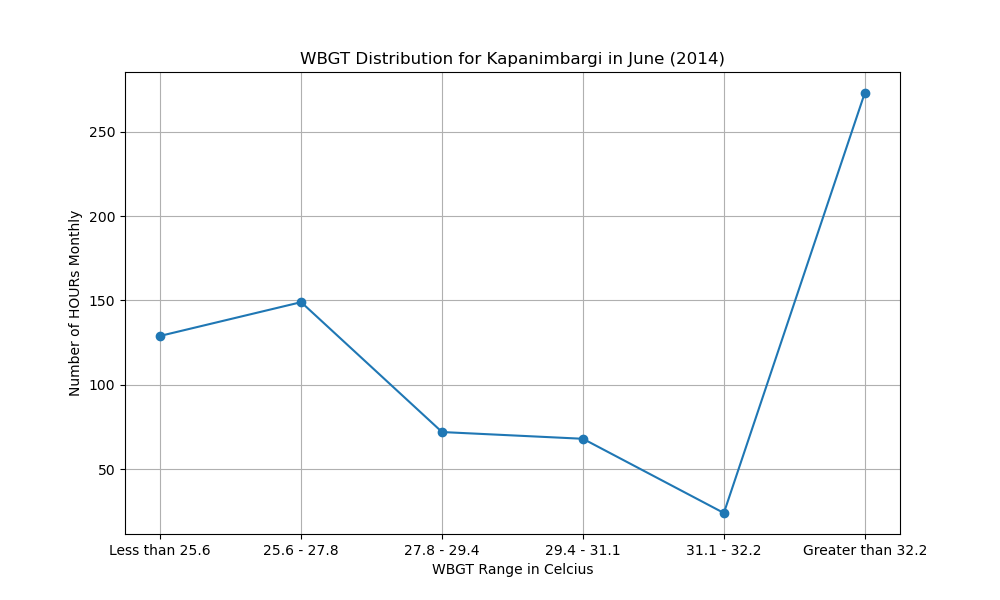 WBGT Distribution for Kapanimbargi in June (2014)
Number of HOURs Monthly
250
200
150
100
50
Less than 25.6
25.6 - 27.8
27.8 - 29.4
29.4 - 31.1
31.1 - 32.2
Greater than 32.2
WBGT Range in Celcius